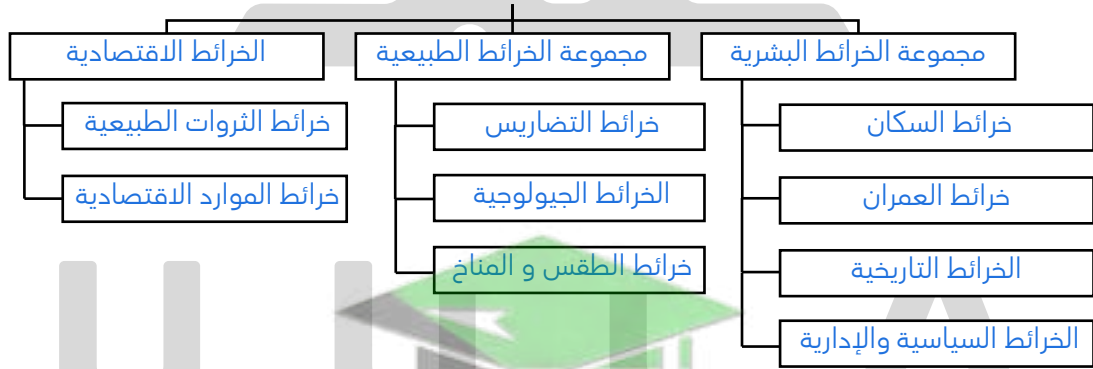 مجموعة الخرائط البشرية
خرائط السكان
خرائط العمران
الخرائط التاريخية
الخرائط السياسية والإدارية
مجموعة الخرائط الطبيعية
خرائط التضاريس
الخرائط الجيولوجية
خرائط الطقس و المناخ
الخرائط الاقتصادية
خرائط الثروات الطبيعية
خرائط الموارد الاقتصادية